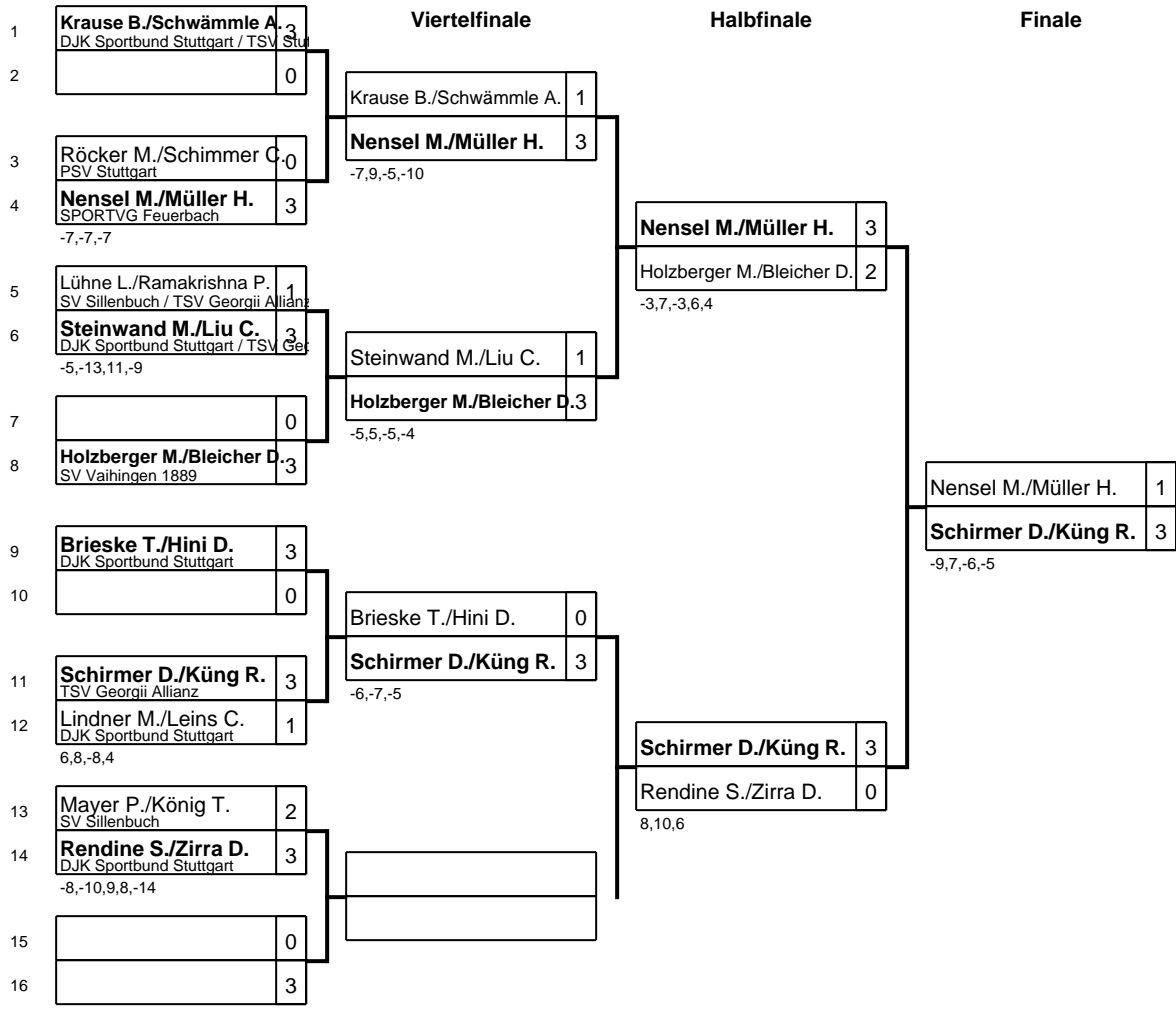 Viertelfinale
Halbfinale
Finale
1
Krause B./Schwämmle A.
3
DJK Sportbund Stuttgart / TSV
2
0
3
Röcker M./Schimmer C.
0
PSV Stuttgart
4
Nensel M./Müller H.
3
SPORTVG Feuerbach
-7,-7,-7
5
Lühne L./Ramakrishna P.
1
SV Sillenbuch / TSV Georgii Allianz
6
Steinwand M./Liu C.
3
DJK Sportbund Stuttgart / TSV
-5,-13,11,-9
7
0
8
Holzberger M./Bleicher D.
3
SV Vaihingen 1889
9
Brieske T./Hini D.
3
DJK Sportbund Stuttgart
10
0
11
Schirmer D./Küng R.
3
TSV Georgii Allianz
12
Lindner M./Leins C.
1
DJK Sportbund Stuttgart
6,8,-8,4
13
Mayer P./König T.
2
SV Sillenbuch
14
Rendine S./Zirra D.
3
DJK Sportbund Stuttgart
-8,-10,9,8,-14
15
0
16
3
Krause B./Schwämmle A. 1
Nensel M./Müller H. 3
-7,9,-5,-10
Steinwand M./Liu C. 1
Holzberger M./Bleicher D. 3
-5,5,-5,-4
Brieske T./Hini D. 0
Schirmer D./Küng R. 3
-6,-7,-5
Nensel M./Müller H. 3
Holzberger M./Bleicher D. 2
-3,7,-3,6,4
Schirmer D./Küng R. 3
Rendine S./Zirra D. 0
8,10,6
Nensel M./Müller H. 1
Schirmer D./Küng R. 3
-9,7,-6,-5